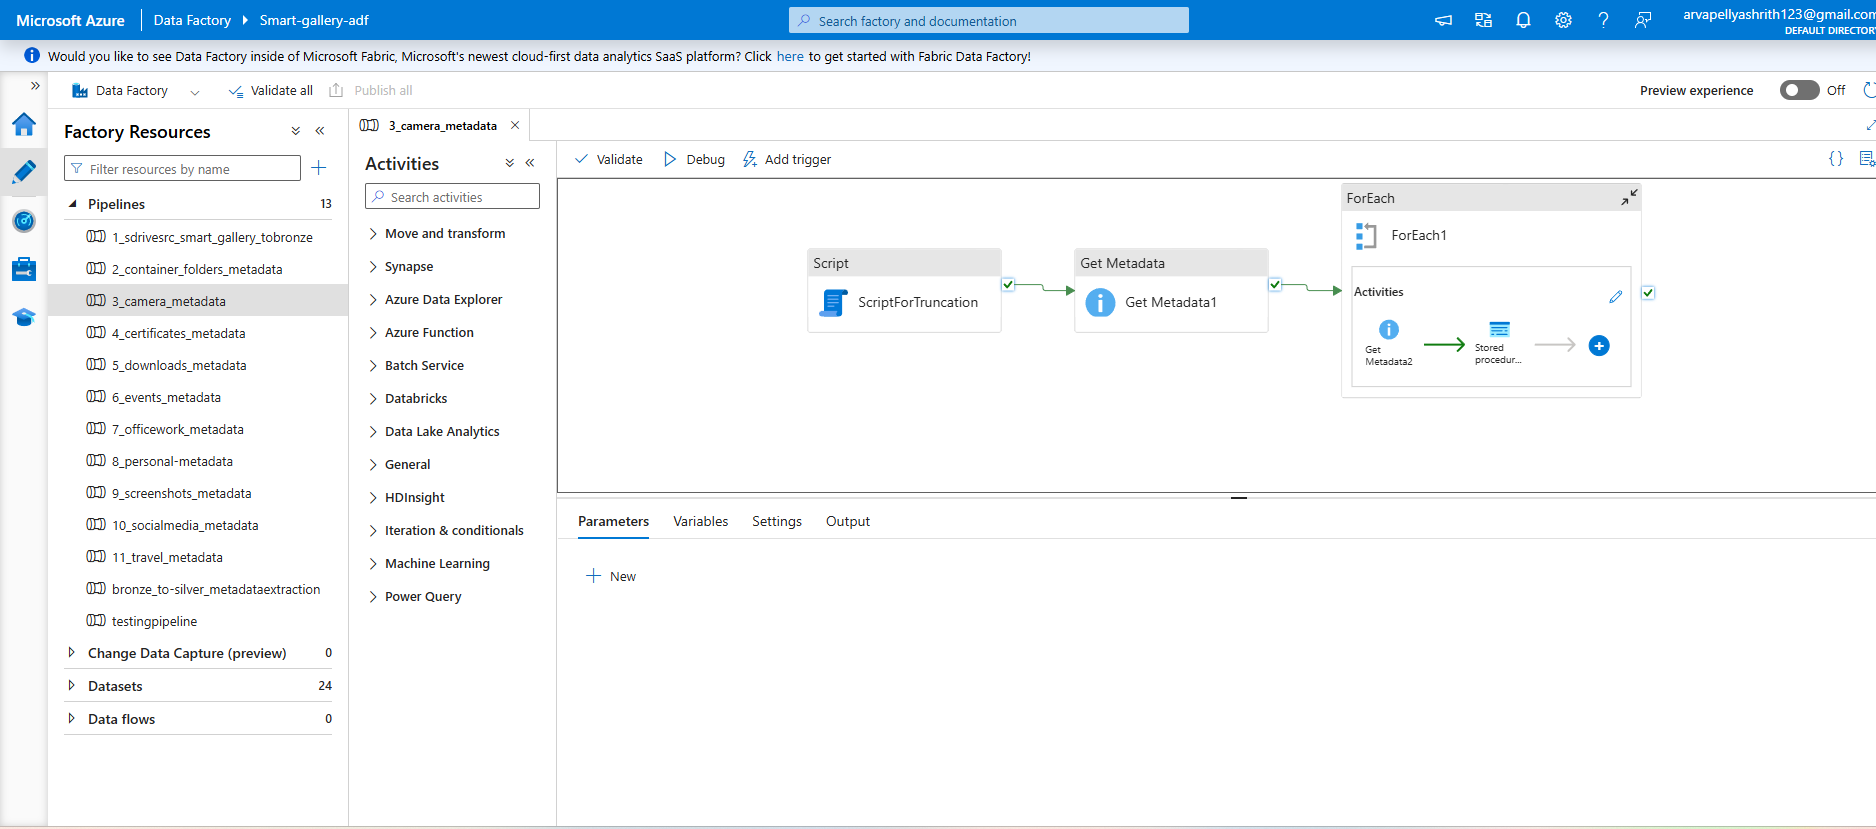 Microsoft Azure
Data Factory
Smart-gallery-adf
Search factory and documentation
arvapellyashrith123@gmail.com
DEFAULT DIRECTORY
Would you like to see Data Factory inside of Microsoft Fabric, Microsoft's newest cloud-first data analytics SaaS platform? Click here to get started with Fabric Data Factory!
Data Factory
Validate all
Publish all
Preview experience
Off
Factory Resources
Filter resources by name
Pipelines
13
1_sdrivesrc_smart_gallery_tobronze
2_container_folders_metadata
3_camera_metadata
4_certificates_metadata
5_downloads_metadata
6_events_metadata
7_officework_metadata
8_personal-metadata
9_screenshots_metadata
10_socialmedia_metadata
11_travel_metadata
bronze_to-silver_metadataextraction
testingpipeline
Change Data Capture (preview)
0
Datasets
24
Data flows
0
3_camera_metadata
Activities
Search activities
Move and transform
Synapse
Azure Data Explorer
Azure Function
Batch Service
Databricks
Data Lake Analytics
General
HDInsight
Iteration & conditionals
Machine Learning
Power Query
Validate
Debug
Add trigger
{}
Script
ScriptForTruncation
Get Metadata
Get Metadata1
ForEach
ForEach1
Activities
Get
Metadata2
Stored
procedur...
Parameters
Variables
Settings
Output
New